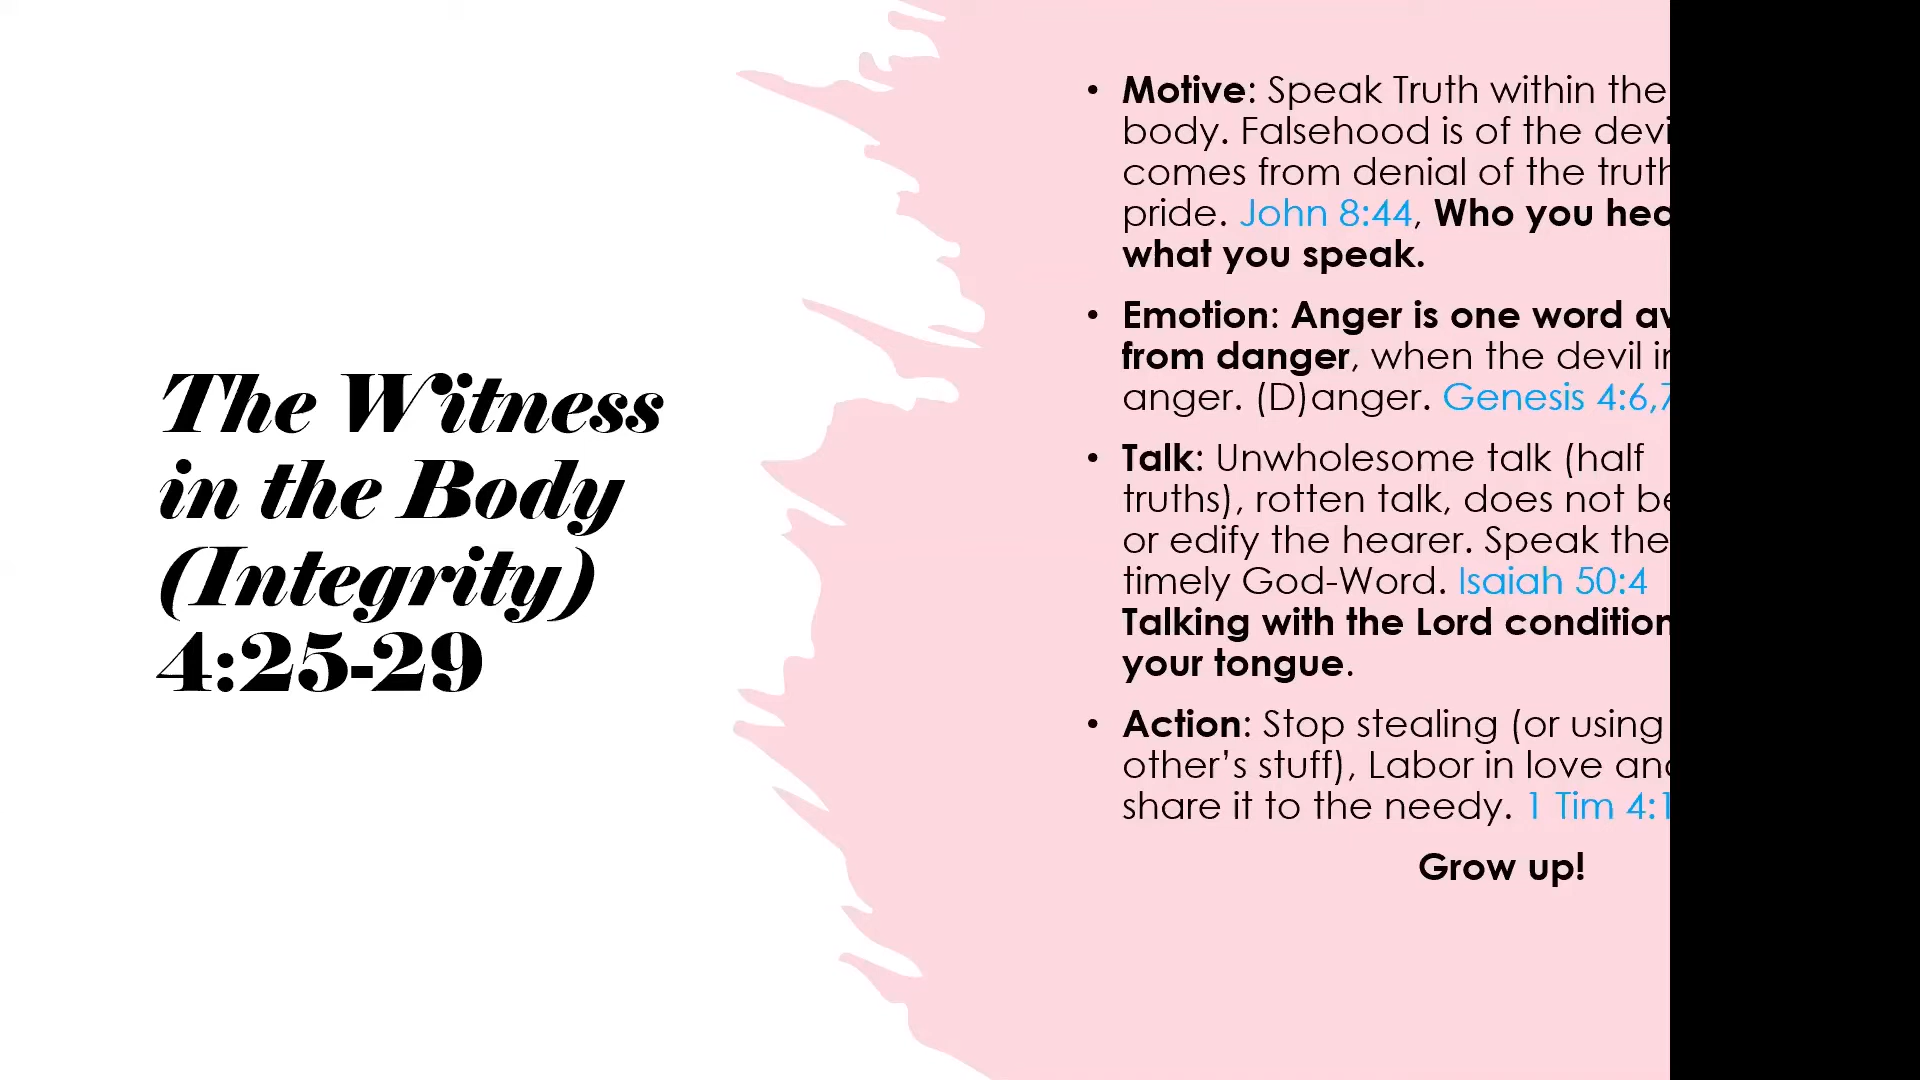 The Witness
in the Body
(Integrity)
4:25-29
• Motive: Speak Truth within the
body. Falsehood is of the
comes from denial of the
pride. John 8:44, Who you
what you speak.
• Emotion: Anger is one word
from danger, when the devil
anger. (D)anger. Genesis 4:6,7
• Talk: Unwholesome talk (half
truths), rotten talk, does not
or edify the hearer. Speak the
timely God-Word. Isaiah 50:4
Talking with the Lord
your tongue.
• Action: Stop stealing (or using
other’s stuff), Labor in love
share it to the needy. 1 Tim
Grow up!